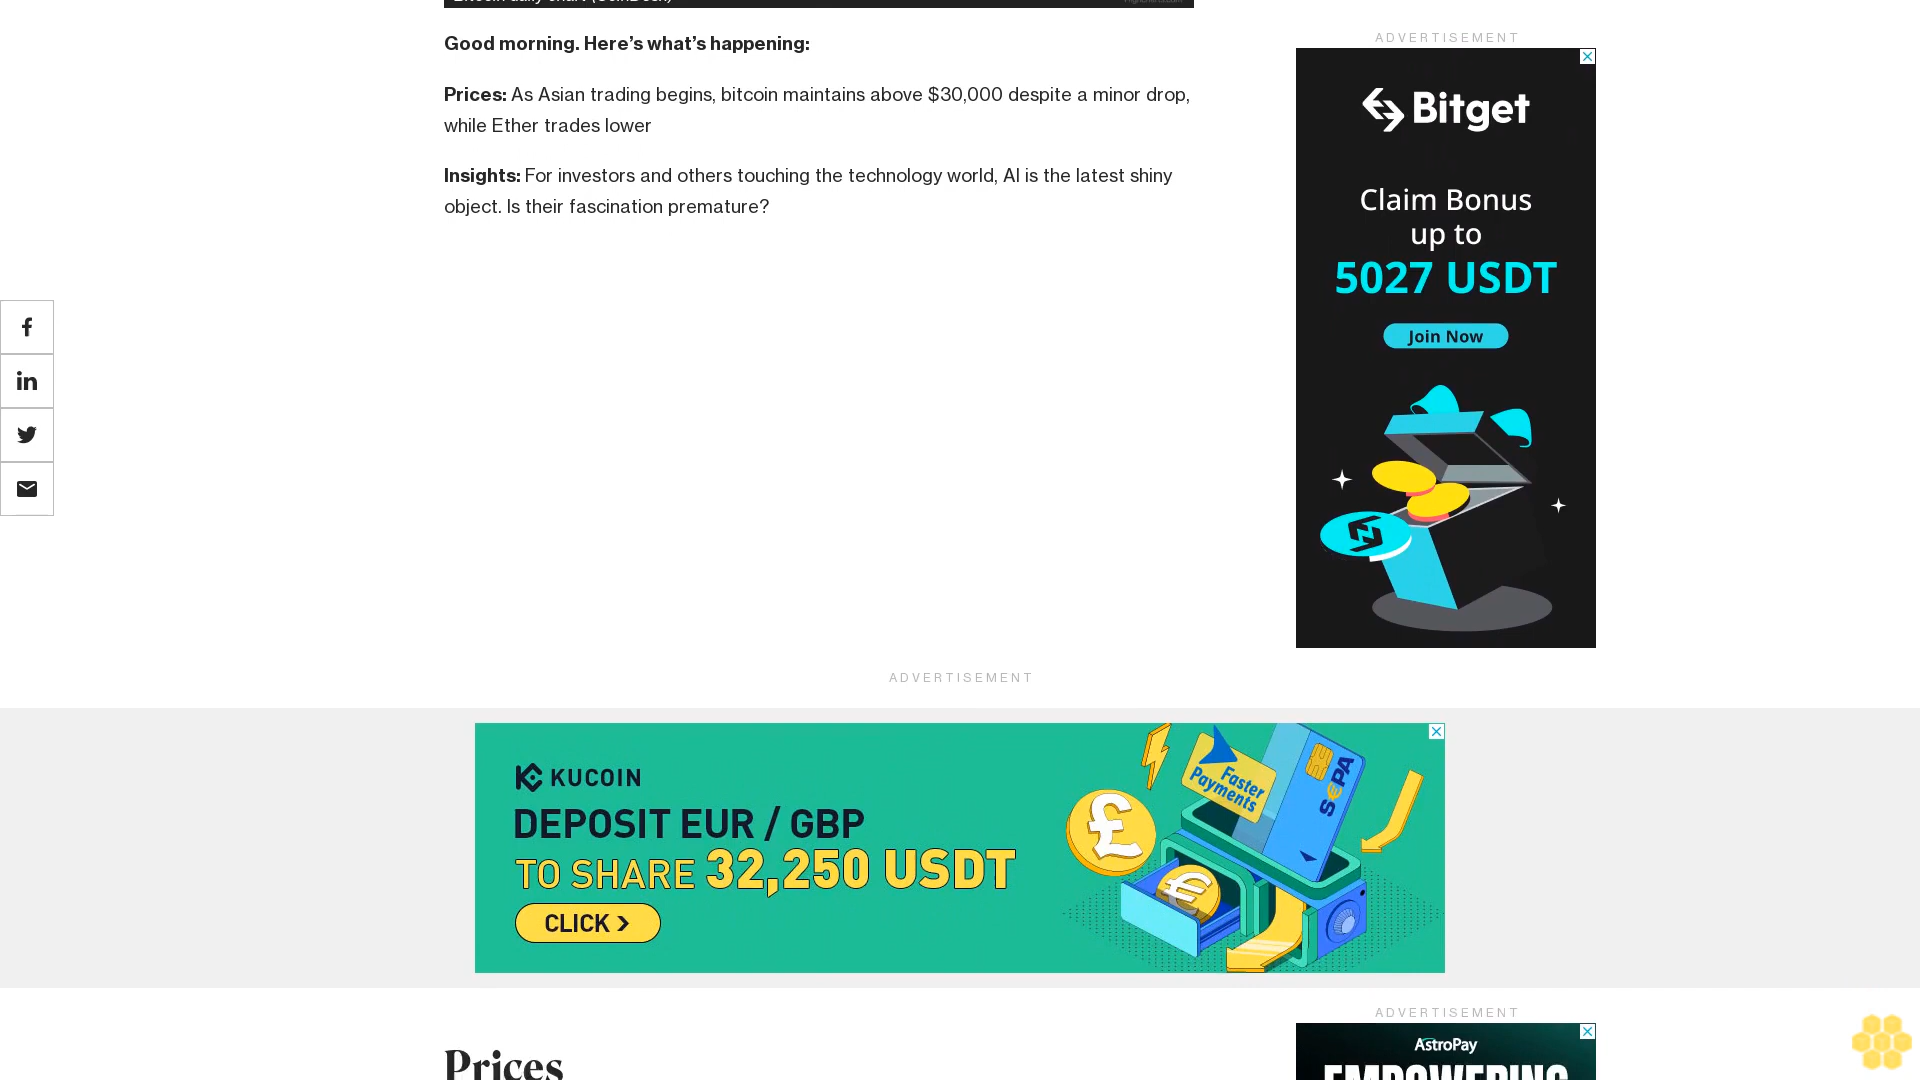 Good morning. Here’s what’s happening:
Prices: As Asian trading begins, bitcoin maintains above $30,000 despite a minor drop,
while Ether trades lower
Insights: For investors and others touching the technology world, AI is the latest shiny
object. Is their fascination premature?
ADVERTISEMENT
Bitget
Claim Bonus
up to
5027 USDT
Join Now
ADVERTISEMENT
KUCOIN
DEPOSIT EUR / GBP
TO SHARE 32,250 USDT
CLICK >
Faster
Payments
SEPA
ADVERTISEMENT
AstroPay
EMPOWERING
Prices